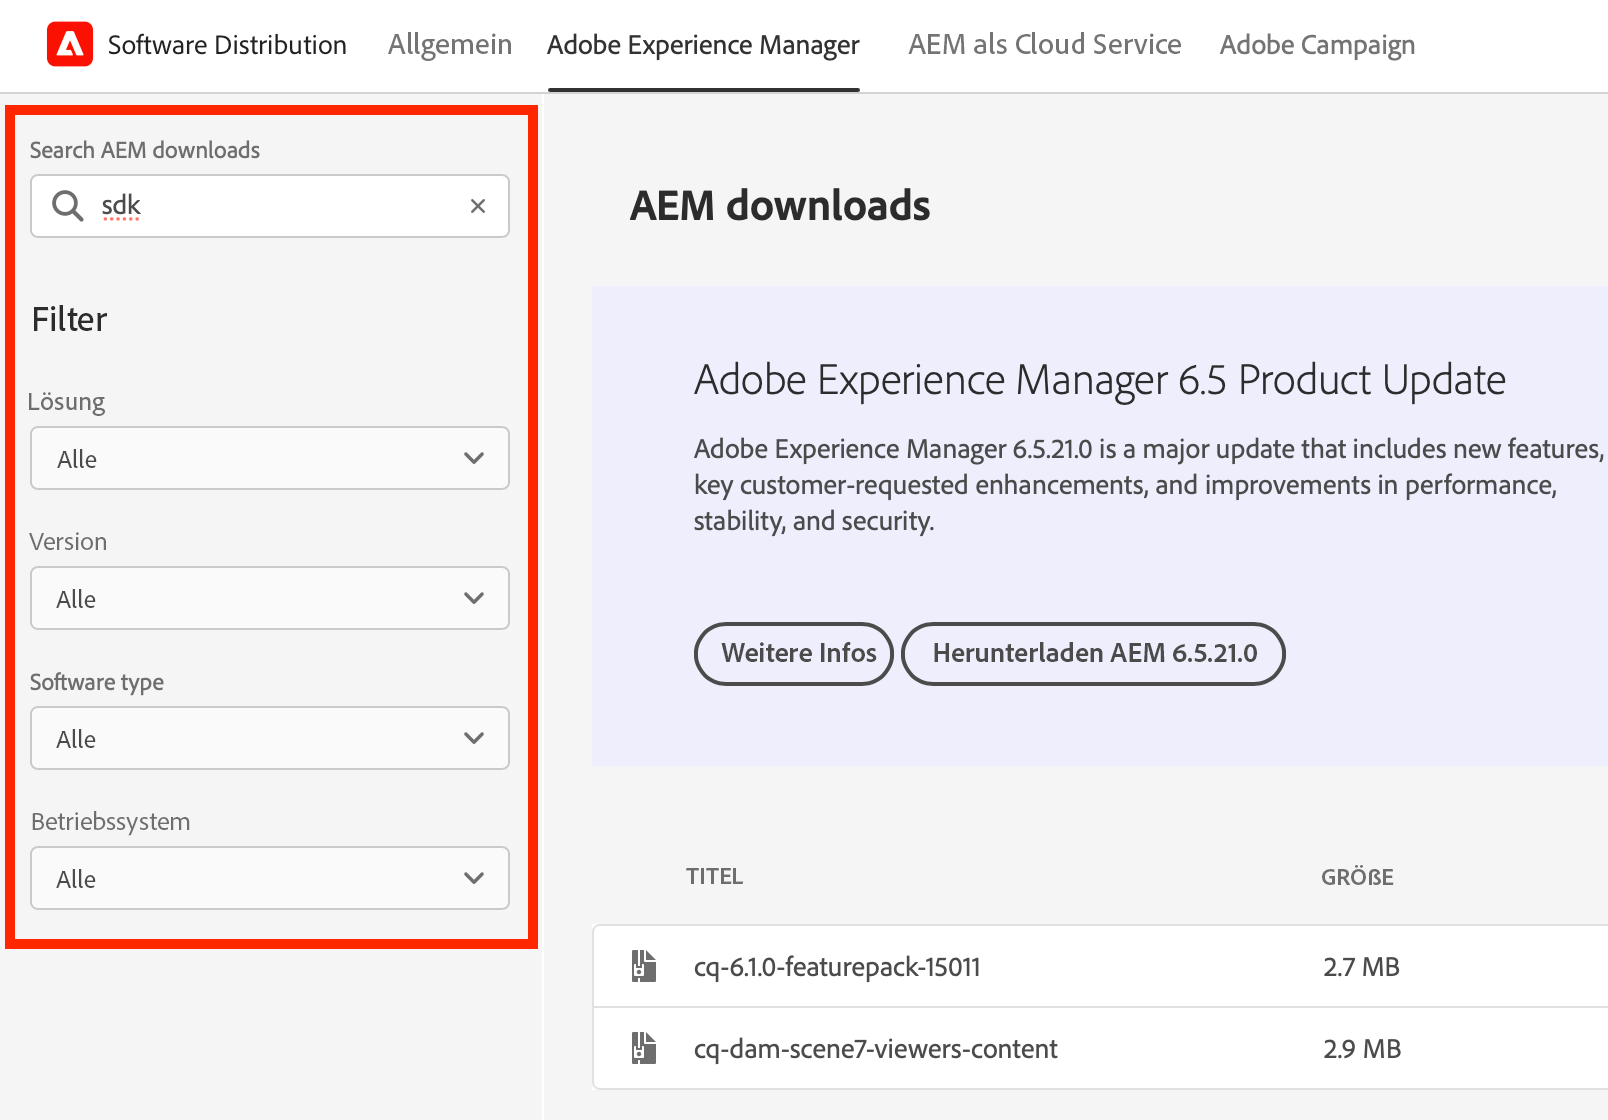 Software Distribution
Allgemein
Adobe Experience Manager
AEM als Cloud Service
Adobe Campaign
Search AEM downloads
sdk
Filter
Lösung
Alle
Version
Alle
Software type
Alle
Betriebssystem
Alle
AEM downloads
Adobe Experience Manager 6.5 Product Update
Adobe Experience Manager 6.5.21.0 is a major update that includes new features,
key customer-requested enhancements, and improvements in performance,
stability, and security.
Weitere Infos
Herunterladen AEM 6.5.21.0
TITEL
GRÖßE
cq-6.1.0-featurepack-15011
2.7 MB
cq-dam-scene7-viewers-content
2.9 MB